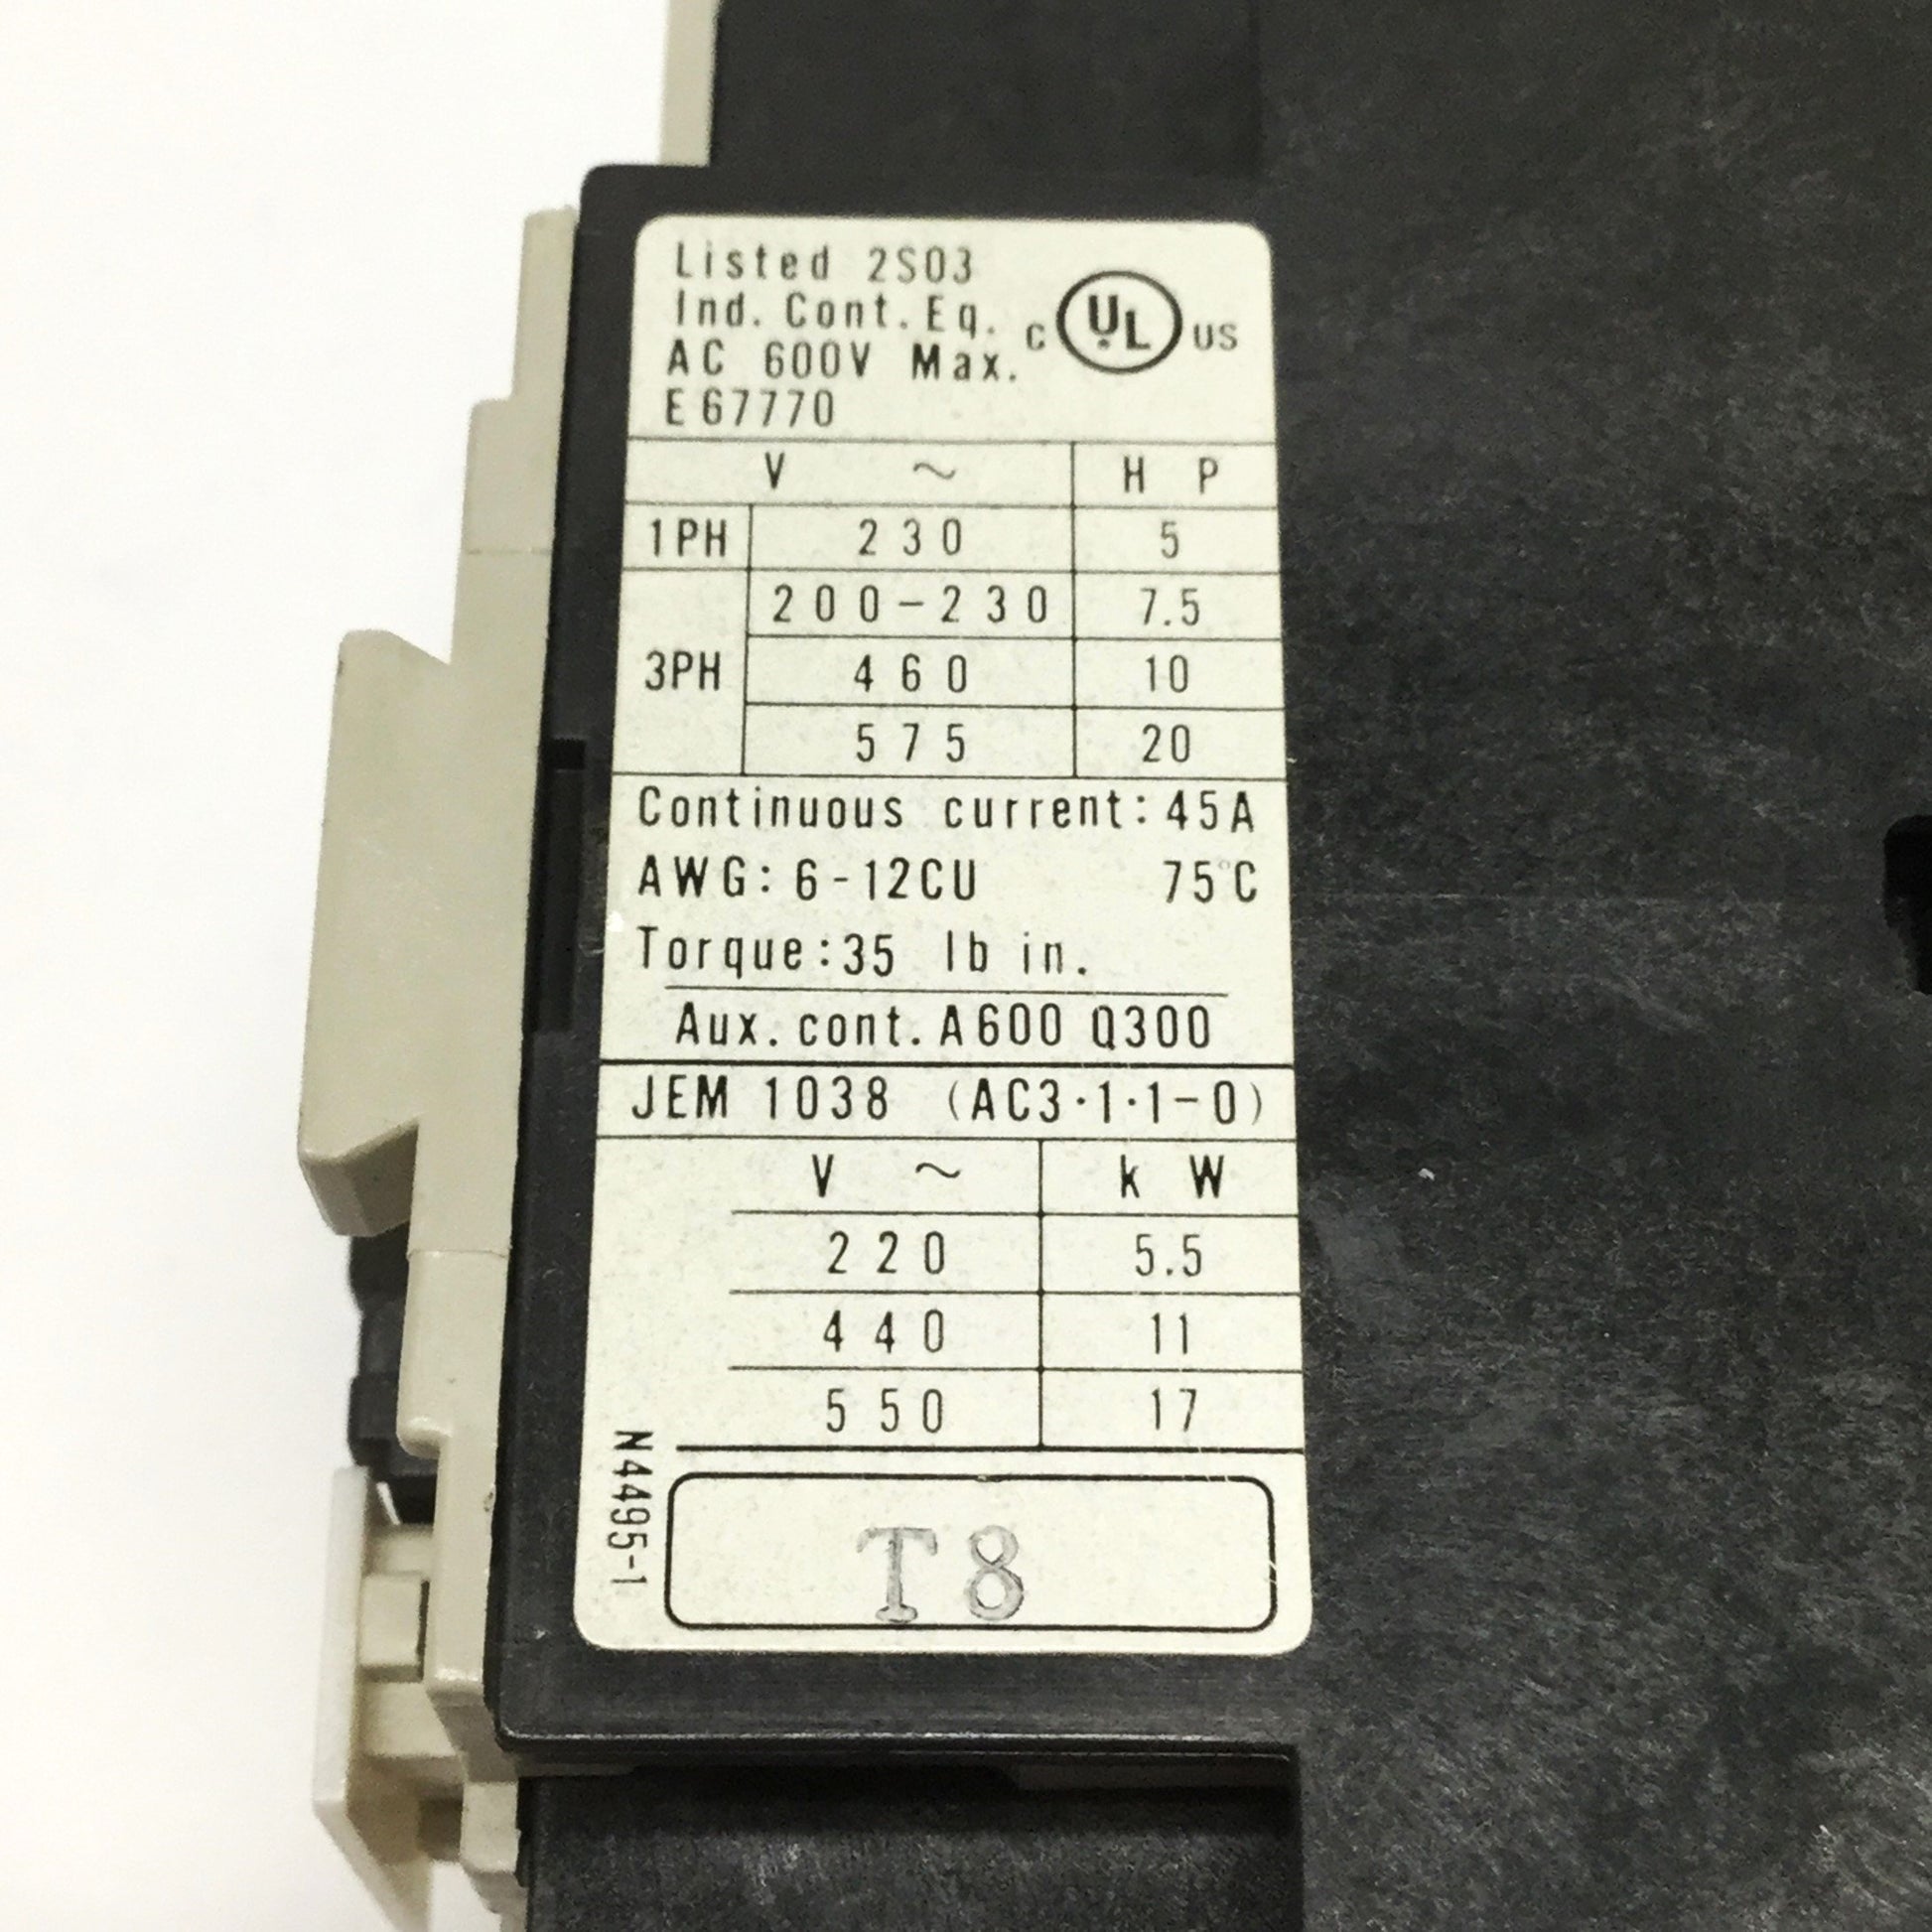 Listed 2S03
Ind. Cont. Eq.
AC 600V Max.
E67770
c UL US
V ~ H P
1PH 230 5
3PH 200-230 7.5
460 10
575 20
Continuous current: 45A
AWG: 6-12CU 75°C
Torque: 35 lb in.
Aux. cont. A600 Q300
JEM 1038 (AC3·1·1-0)
V ~ k W
220 5.5
440 11
550 17
N4495-1
T8